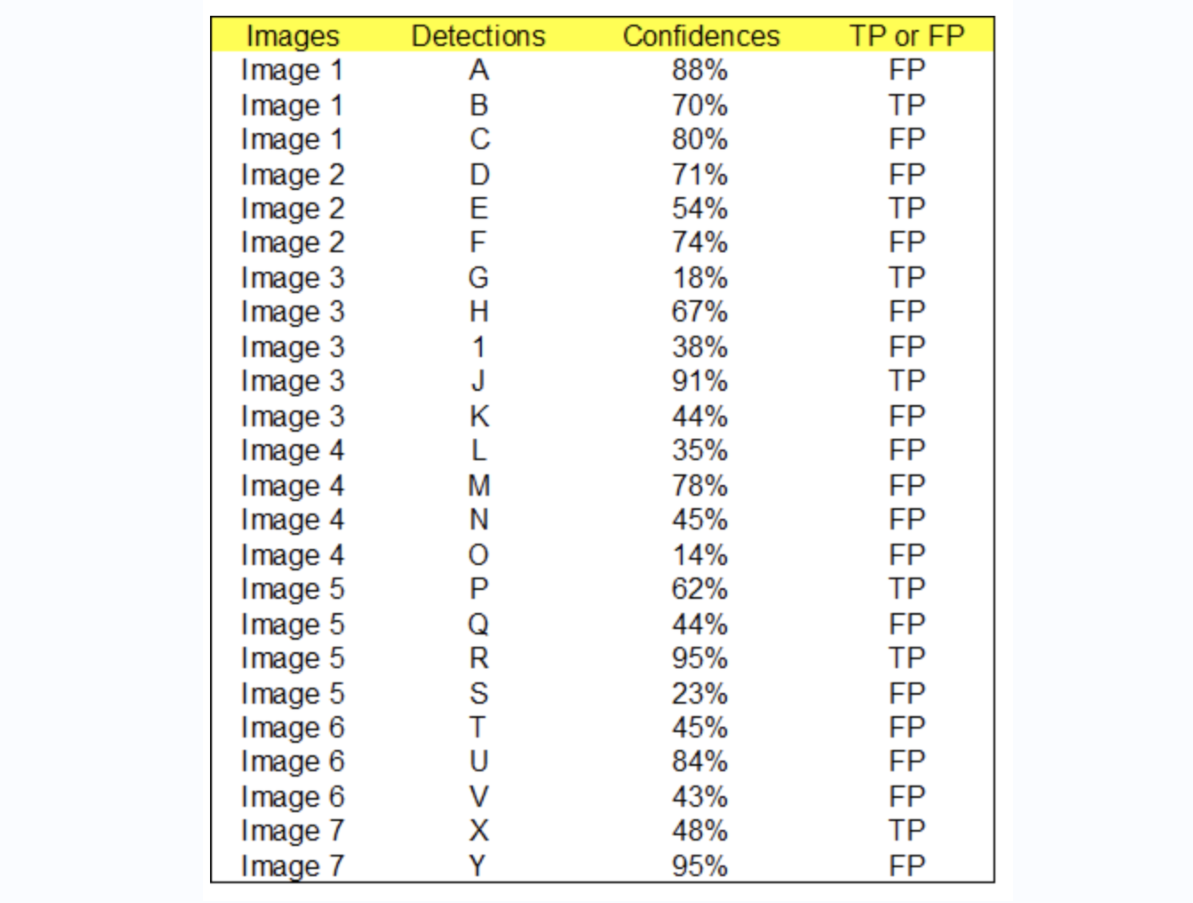 Images Detections Confidences TP or FP
Image 1 A 88% FP
Image 1 B 70% TP
Image 1 C 80% FP
Image 2 D 71% FP
Image 2 E 54% TP
Image 2 F 74% FP
Image 3 G 18% TP
Image 3 H 67% FP
Image 3 1 38% FP
Image 3 J 91% TP
Image 3 K 44% FP
Image 4 L 35% FP
Image 4 M 78% FP
Image 4 N 45% FP
Image 4 O 14% FP
Image 5 P 62% TP
Image 5 Q 44% FP
Image 5 R 95% TP
Image 5 S 23% FP
Image 6 T 45% FP
Image 6 U 84% FP
Image 6 V 43% FP
Image 7 X 48% TP
Image 7 Y 95% FP